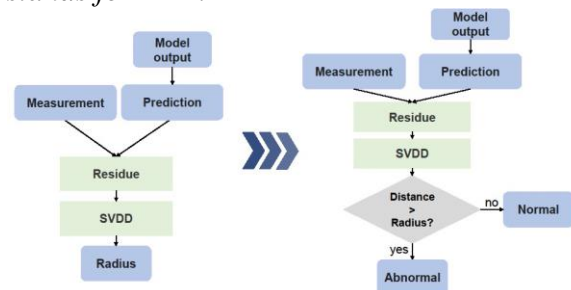 Model
output
Measurement
Prediction
Residue
SVDD
Radius
Model
output
Measurement
Prediction
Residue
SVDD
Distance
>
Radius?
no
Normal
yes
Abnormal